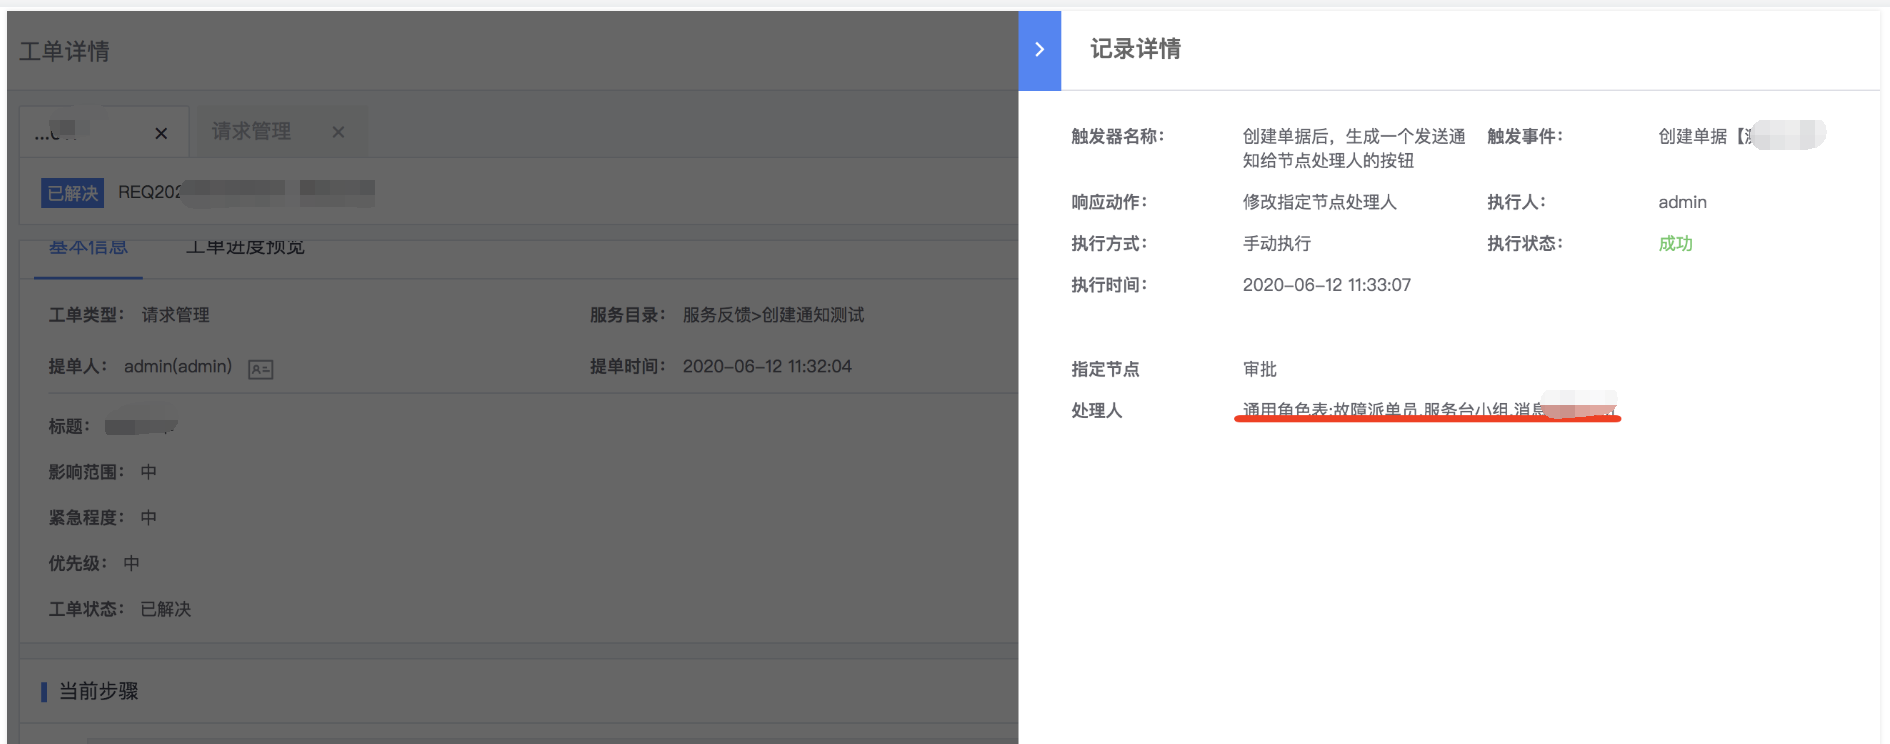 工单详情
请求管理
已解决 REQ202
基本信息 工单进度预览
工单类型： 请求管理 服务目录： 服务反馈>创建通知测试
提单人： admin(admin) 提单时间： 2020-06-12 11:32:04
标题：
影响范围： 中
紧急程度： 中
优先级： 中
工单状态： 已解决
当前步骤
记录详情
触发器名称： 创建单据后，生成一个发送通 触发事件： 创建单据【
知给节点处理人的按钮
响应动作： 修改指定节点处理人 执行人： admin
执行方式： 手动执行 执行状态： 成功
执行时间： 2020-06-12 11:33:07
指定节点 审批
处理人 通用角色表:故障派单员,服务台小组,消息